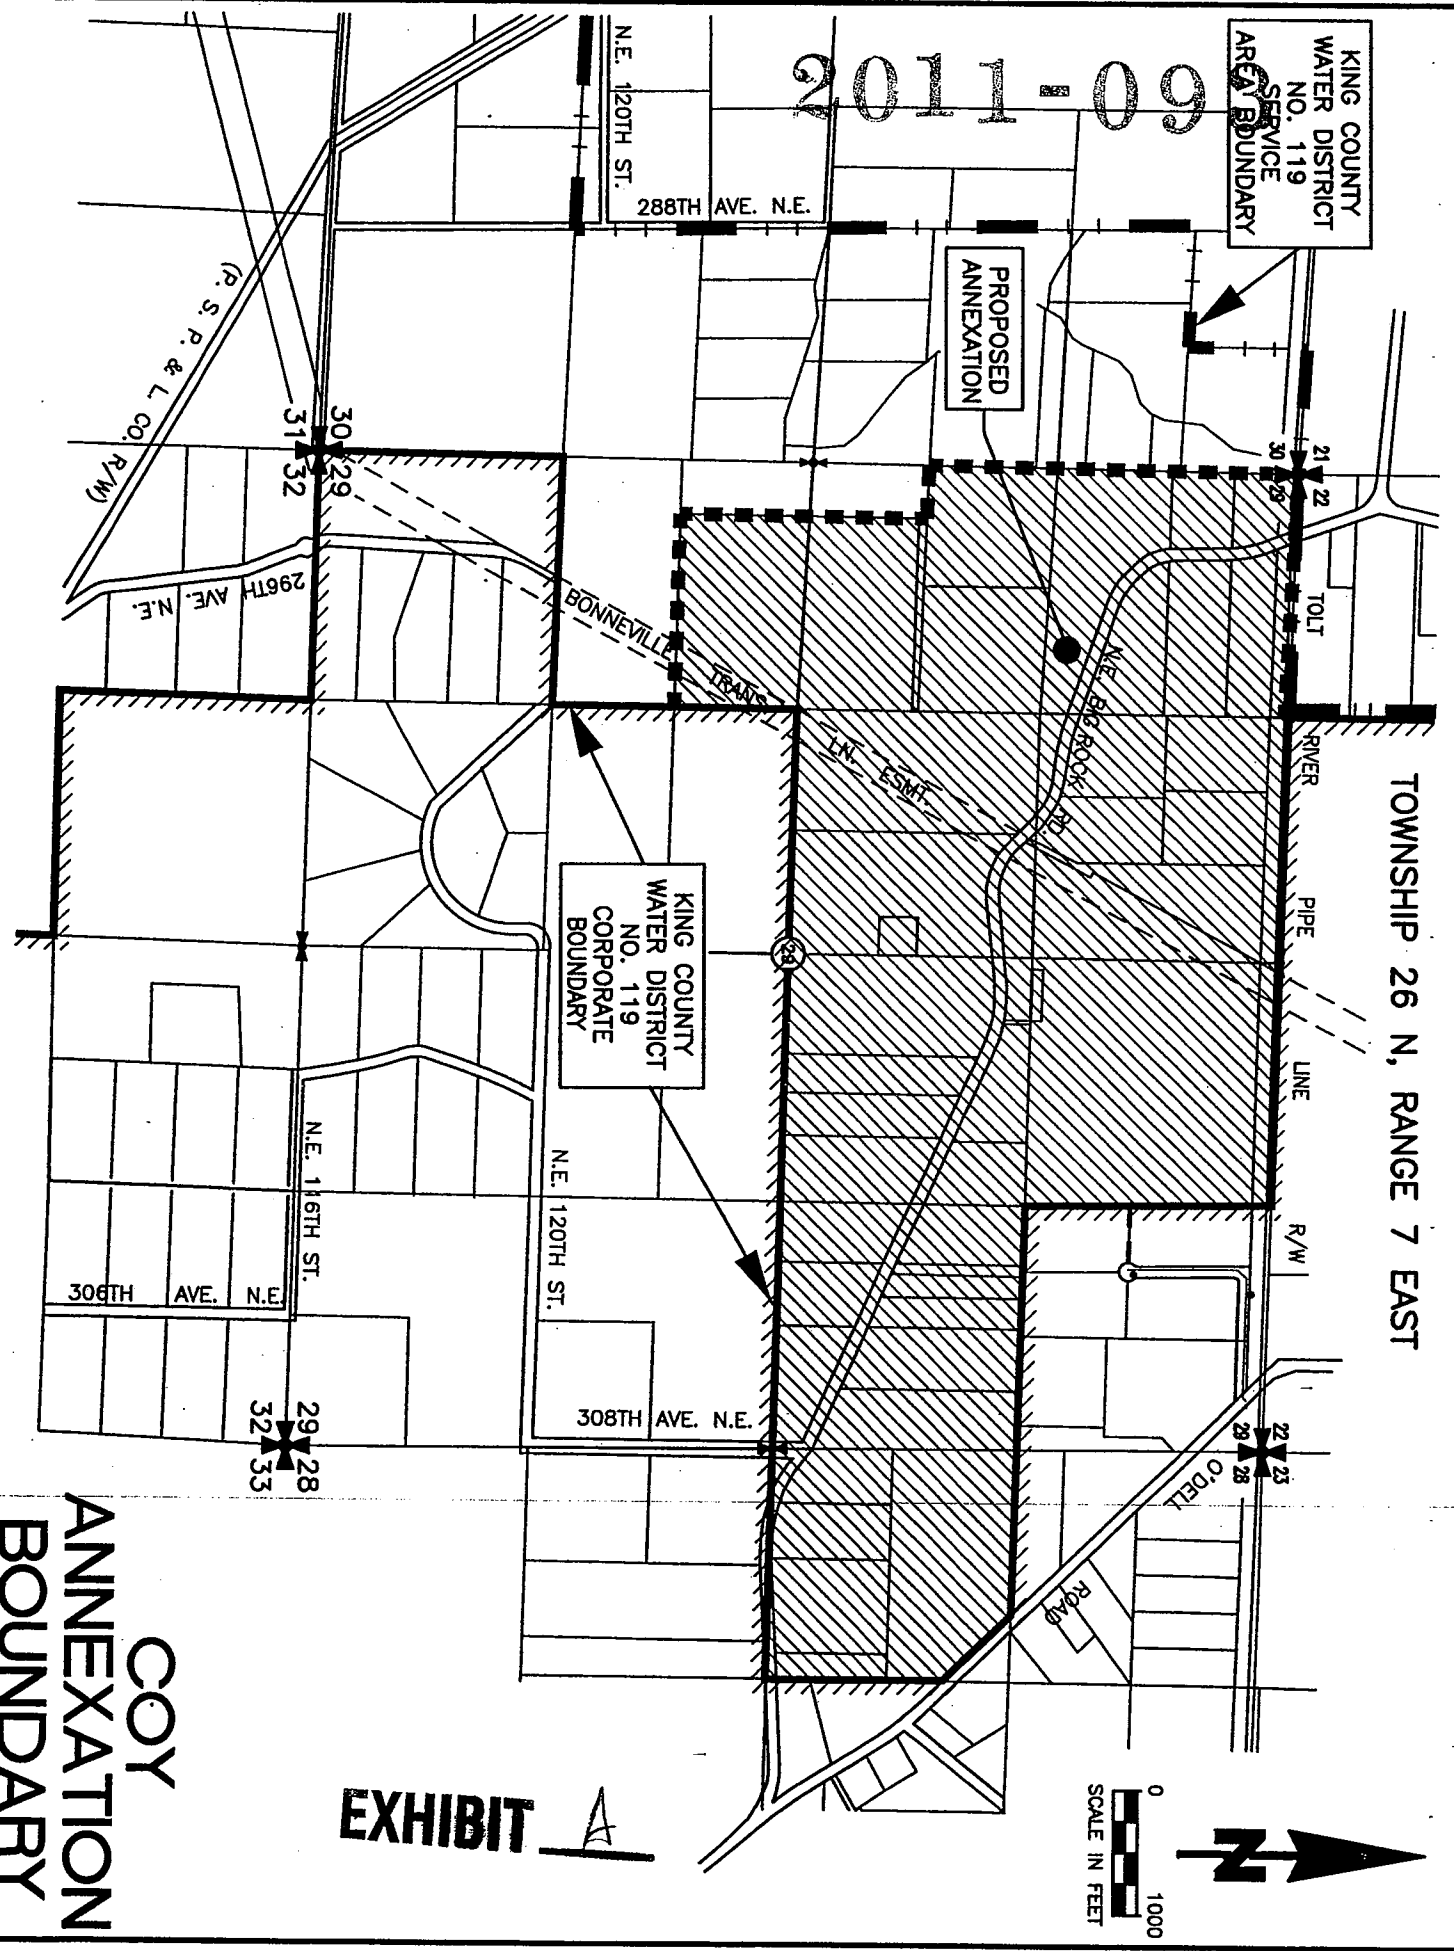 2011-093
KING COUNTY
WATER DISTRICT
NO. 119
SERVICE
AREA BOUNDARY
TOWNSHIP 26 N, RANGE 7 EAST
N.E. 120TH ST.
288TH AVE. N.E.
PROPOSED
ANNEXATION
(P. S. P. & L. CO. R/W)
30
29
31
32
21
22
30
29
TOLT
RIVER
PIPE
LINE
R/W
296TH AVE. N.E.
BONNEVILLE
TRANS.
LN.
ESMT.
N.E. BIG ROCK RD.
KING COUNTY
WATER DISTRICT
NO. 119
CORPORATE
BOUNDARY
29
N.E. 116TH ST.
N.E. 120TH ST.
306TH AVE. N.E.
308TH AVE. N.E.
22
23
29
28
O'DELL
ROAD
29
28
32
33
N
0
1000
SCALE IN FEET
EXHIBIT A
COY
ANNEXATION
BOUNDARY